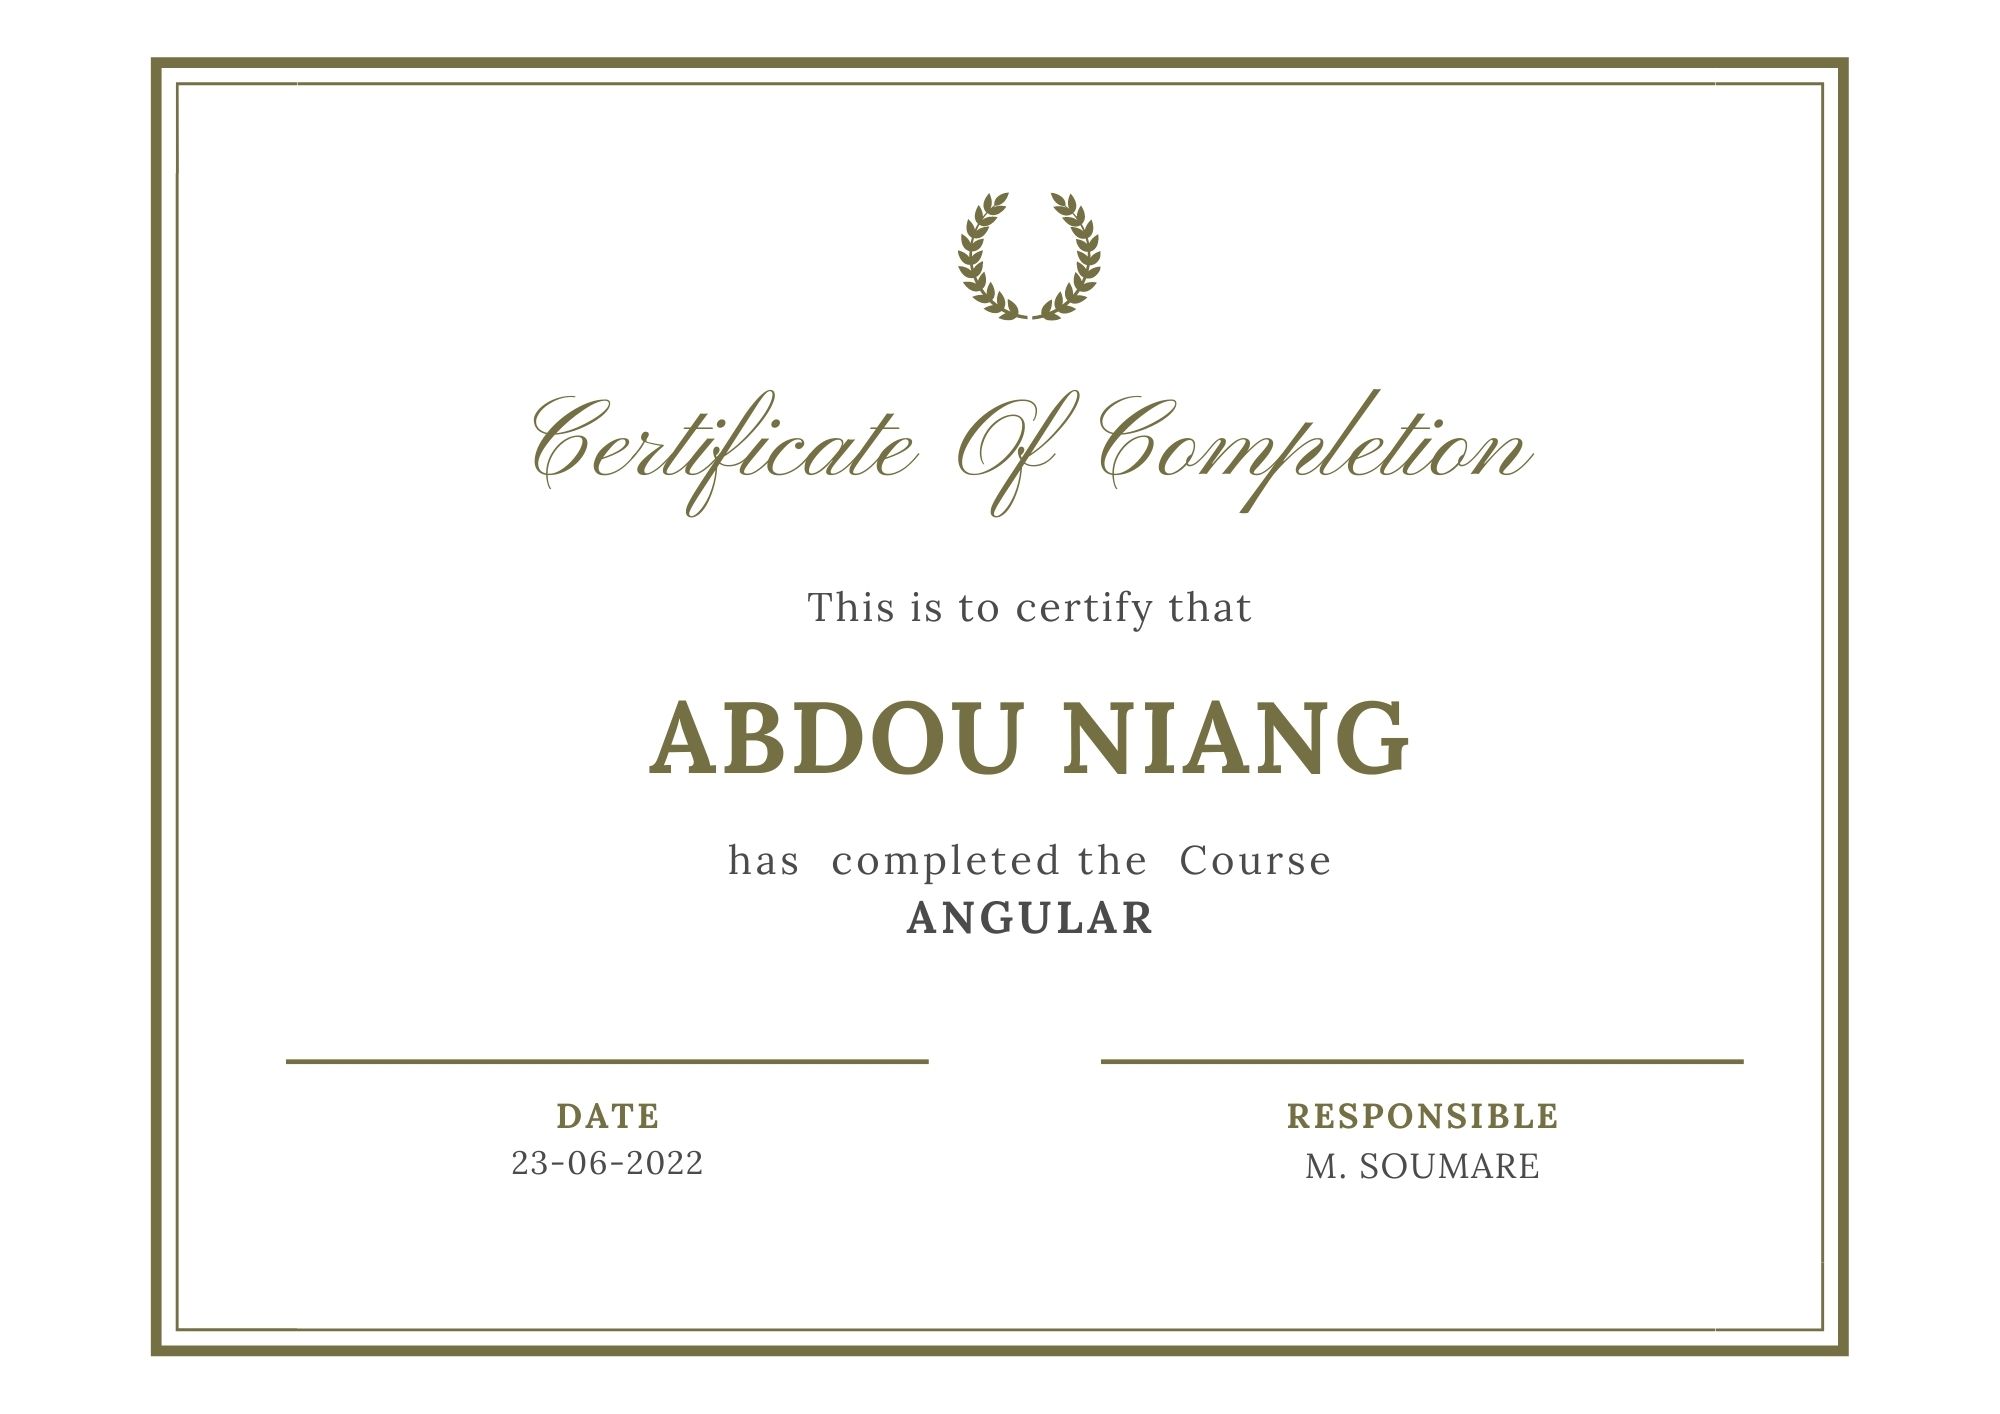 Certificate Of Completion
This is to certify that
ABDOU NIANG
has completed the Course
ANGULAR
DATE
23-06-2022
RESPONSIBLE
M. SOUMARE